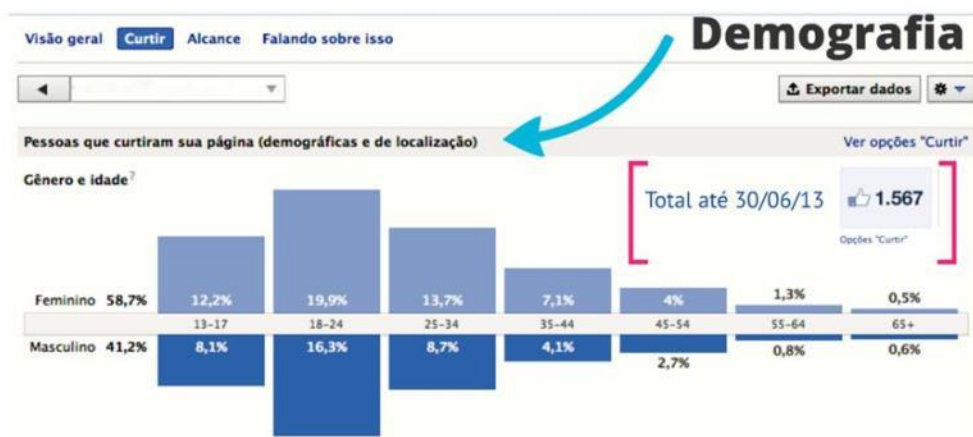 Demografia
Visão geral Curtir Alcance Falando sobre isso
Exportar dados
Pessoas que curtiram sua página (demográficas e de localização) Ver opções "Curtir"
Gênero e idade?
Total até 30/06/13 1.567
Opções "Curtir"
Feminino 58,7% 12,2% 19,9% 13,7% 7,1% 4% 1,3% 0,5%
13-17 18-24 25-34 35-44 45-54 55-64 65+
Masculino 41,2% 8,1% 16,3% 8,7% 4,1% 2,7% 0,8% 0,6%